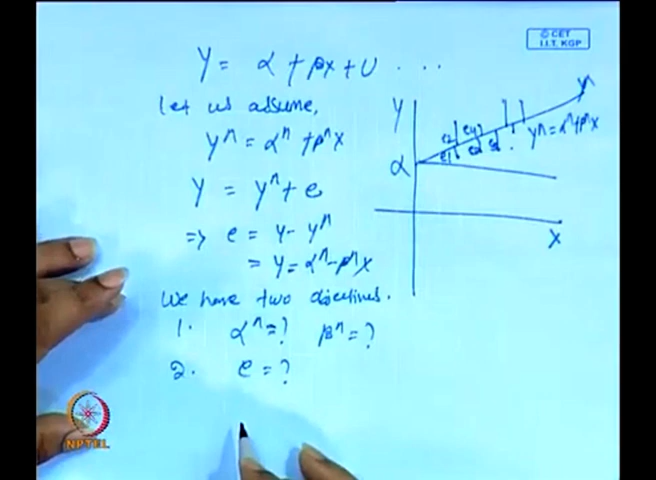 Y = α + βx + U ...
Let us assume,
Y^n = α^n + β^n x
Y = Y^n + e
=> e = Y - Y^n
= Y = α^n - β^n x
We have two objectives.
1. α^n = ? β^n = ?
2. e = ?
Y
α
X
Y^n
Y^n = α^n + β^n x
© CET
I.I.T. KGP
NPTEL